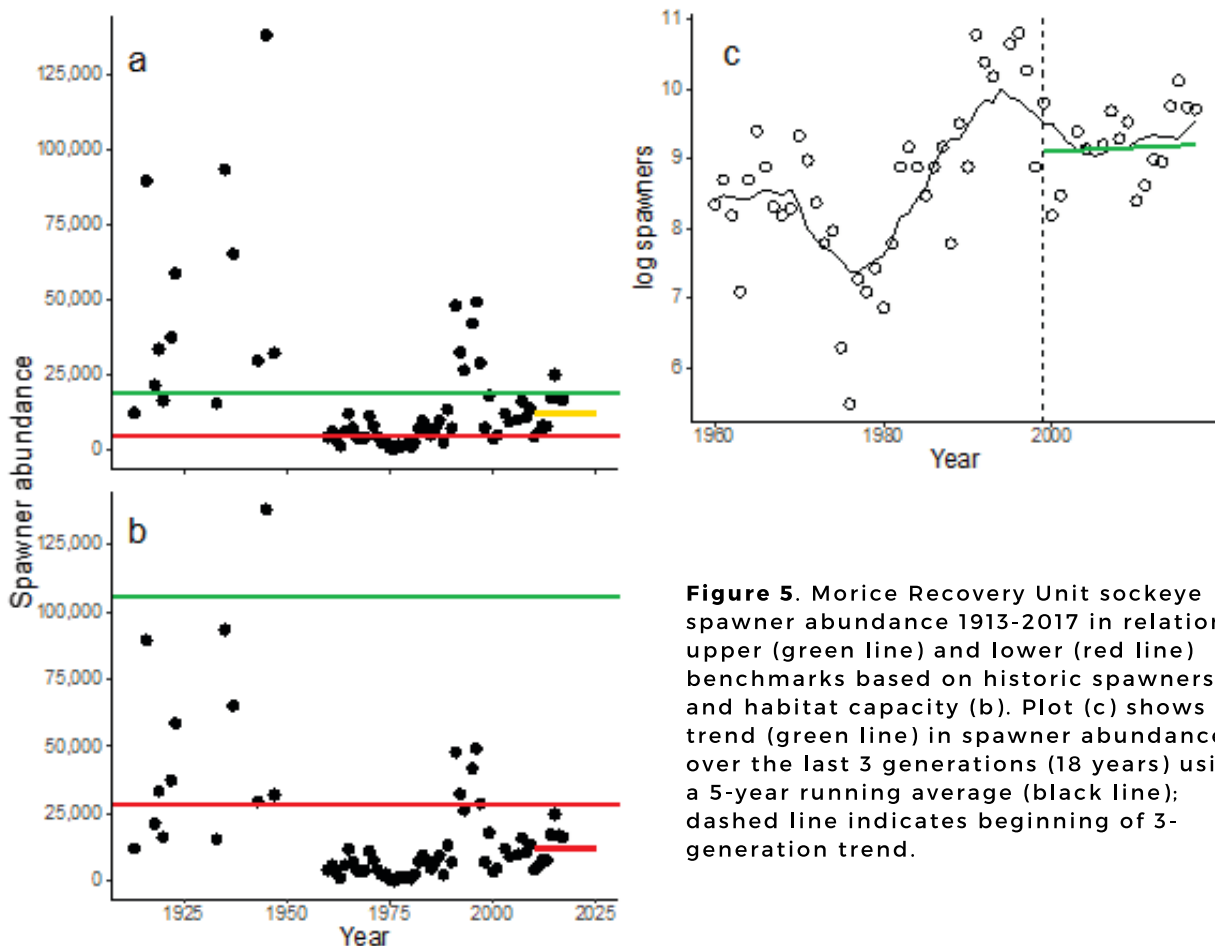 a
125,000
100,000
75,000
50,000
25,000
0
b
125,000
100,000
75,000
50,000
25,000
0
Spawner abundance
1925
1950
1975
2000
2025
Year
c
11
10
9
8
7
6
log spawners
1960
1980
2000
Year
Figure 5. Morice Recovery Unit sockeye
spawner abundance 1913-2017 in relation
upper (green line) and lower (red line)
benchmarks based on historic spawners
and habitat capacity (b). Plot (c) shows
trend (green line) in spawner abundance
over the last 3 generations (18 years) usi
a 5-year running average (black line);
dashed line indicates beginning of 3-
generation trend.